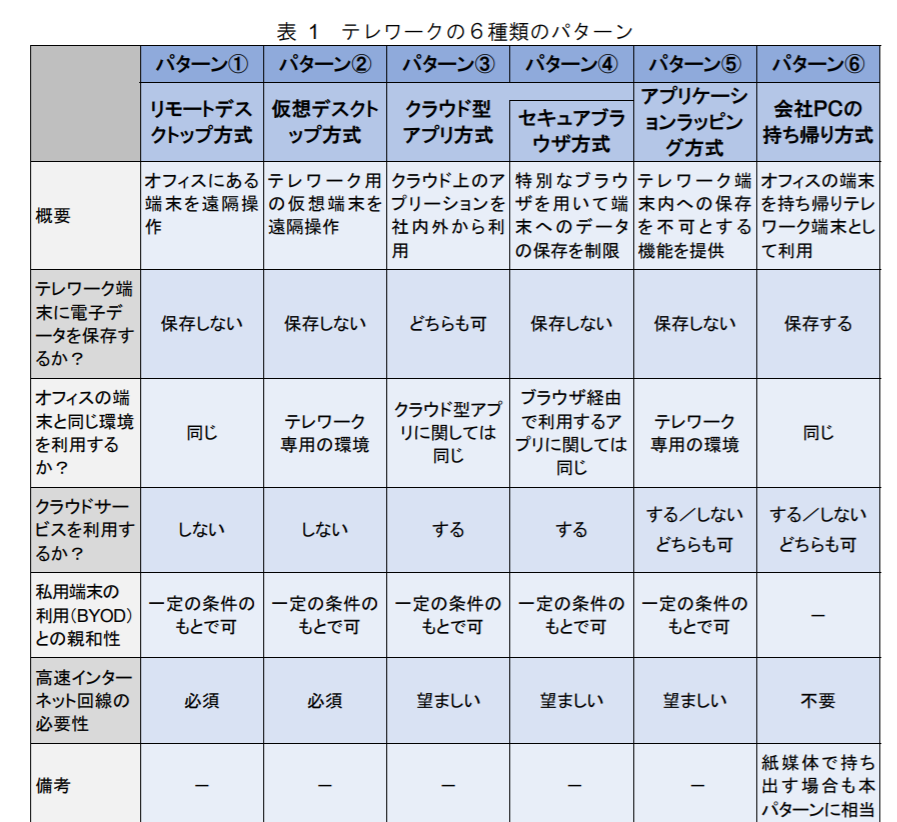 表 1　テレワークの６種類のパターン
パターン①
パターン②
パターン③
パターン④
パターン⑤
パターン⑥
リモートデス
クトップ方式
仮想デスクト
ップ方式
クラウド型
アプリ方式
セキュアブラ
ウザ方式
アプリケーシ
ョンラッピン
グ方式
会社PCの
持ち帰り方式
概要
オフィスにある
端末を遠隔操
作
テレワーク用
の仮想端末を
遠隔操作
クラウド上のア
プリーションを
社内外から利
用
特別なブラウ
ザを用いて端
末へのデータ
の保存を制限
テレワーク端
末内への保存
を不可とする
機能を提供
オフィスの端末
を持ち帰りテレ
ワーク端末とし
て利用
テレワーク端
末に電子デ
ータを保存す
るか？
保存しない
保存しない
どちらも可
保存しない
保存しない
保存する
オフィスの端
末と同じ環境
を利用する
か？
同じ
テレワーク
専用の環境
クラウド型アプ
リに関しては
同じ
ブラウザ経由
で利用するア
プリに関しては
同じ
テレワーク
専用の環境
同じ
クラウドサー
ビスを利用す
るか？
しない
しない
する
する
する／しない
どちらも可
する／しない
どちらも可
私用端末の
利用(BYOD)
との親和性
一定の条件の
もとで可
一定の条件の
もとで可
一定の条件の
もとで可
一定の条件の
もとで可
一定の条件の
もとで可
－
高速インター
ネット回線の
必要性
必須
必須
望ましい
望ましい
望ましい
不要
備考
－
－
－
－
－
紙媒体で持ち
出す場合も本
パターンに相当